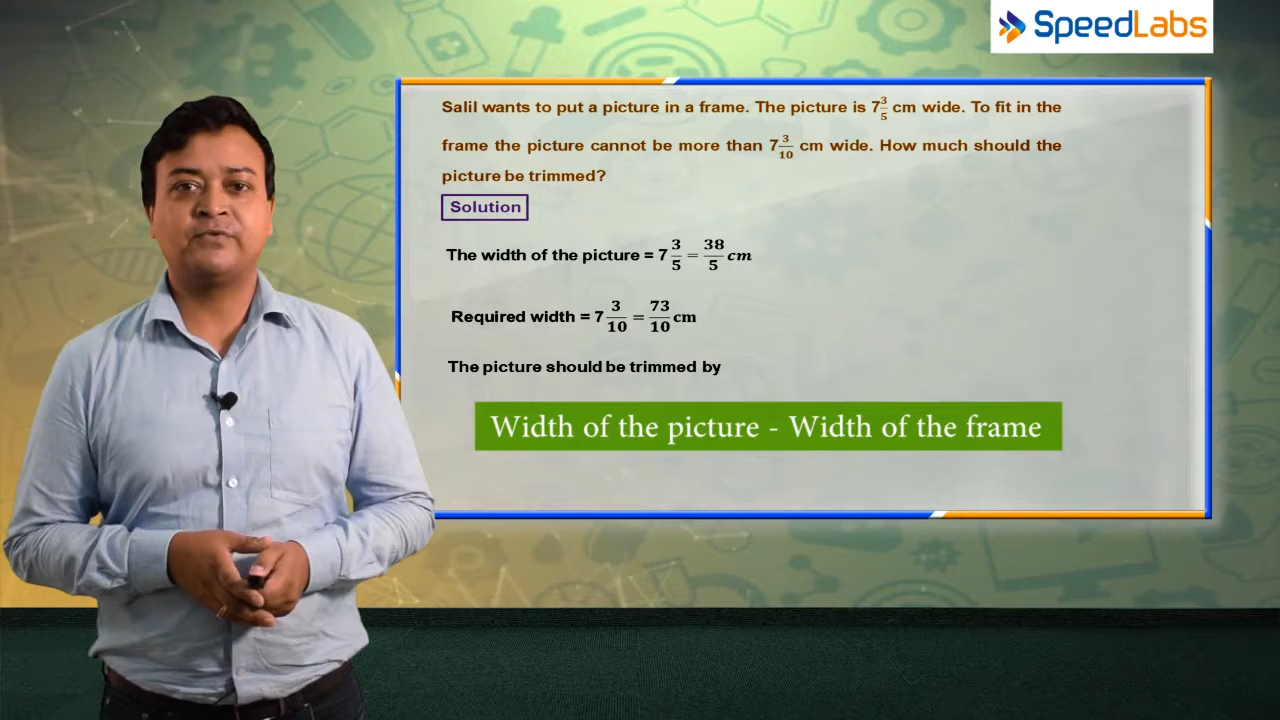 SpeedLabs
Salil wants to put a picture in a frame. The picture is 7 3/5 cm wide. To fit in the
frame the picture cannot be more than 7 3/10 cm wide. How much should the
picture be trimmed?
Solution
The width of the picture = 7 3/5 = 38/5 cm
Required width = 7 3/10 = 73/10 cm
The picture should be trimmed by
Width of the picture - Width of the frame